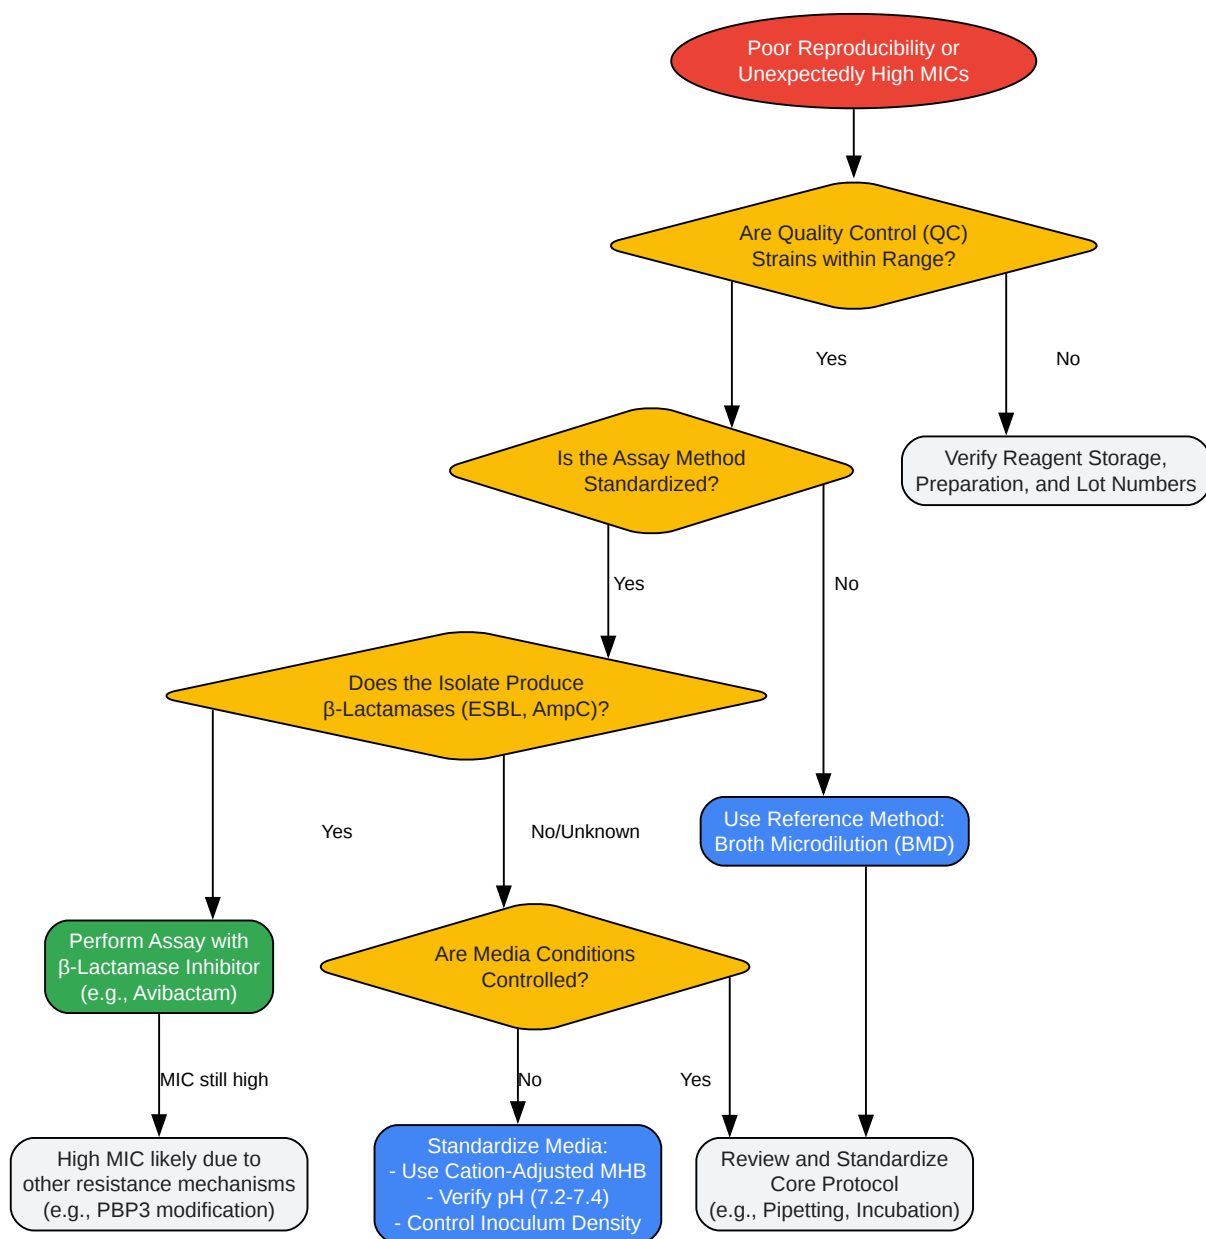 Poor Reproducibility or
Unexpectedly High MICs
Are Quality Control (QC)
Strains within Range?
Yes
No
Is the Assay Method
Standardized?
Verify Reagent Storage,
Preparation, and Lot Numbers
Yes
No
Does the Isolate Produce
β-Lactamases (ESBL, AmpC)?
Yes
No/Unknown
Use Reference Method:
Broth Microdilution (BMD)
Perform Assay with
β-Lactamase Inhibitor
(e.g., Avibactam)
Are Media Conditions
Controlled?
MIC still high
No
Yes
High MIC likely due to
other resistance mechanisms
(e.g., PBP3 modification)
Standardize Media:
- Use Cation-Adjusted MHB
- Verify pH (7.2-7.4)
- Control Inoculum Density
Review and Standardize
Core Protocol
(e.g., Pipetting, Incubation)